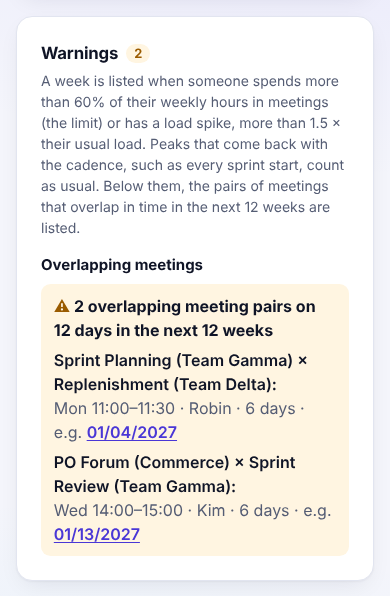 Warnings 2
A week is listed when someone spends more
than 60% of their weekly hours in meetings
(the limit) or has a load spike, more than 1.5 ×
their usual load. Peaks that come back with
the cadence, such as every sprint start, count
as usual. Below them, the pairs of meetings
that overlap in time in the next 12 weeks are
listed.
Overlapping meetings
⚠ 2 overlapping meeting pairs on
12 days in the next 12 weeks
Sprint Planning (Team Gamma) ×
Replenishment (Team Delta):
Mon 11:00–11:30 · Robin · 6 days ·
e.g. 01/04/2027
PO Forum (Commerce) × Sprint
Review (Team Gamma):
Wed 14:00–15:00 · Kim · 6 days · e.g.
01/13/2027